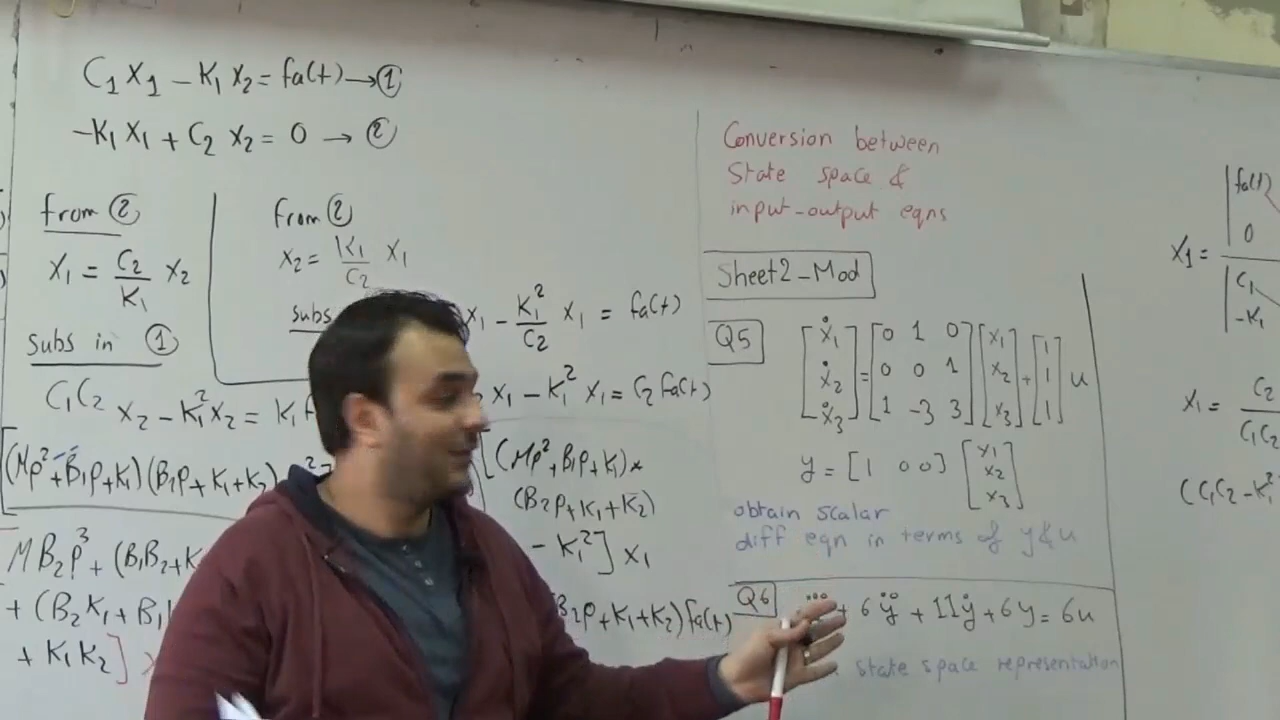 C₁ x₁ - K₁ x₂ = fa(t) → ①
-K₁ x₁ + C₂ x₂ = 0 → ②
from ②
x₁ = C₂/K₁ x₂
subs in ①
C₁C₂ x₂ - K₁² x₂ = K₁ f
(Mp² + B₁p + K₁)(B₁p + K₁ + K₂)
MB₂p³ + (B₁B₂ + K
+ (B₂K₁ + B₁
+ K₁K₂]
from ②
x₂ = K₁/C₂ x₁
subs
x₁ - K₁²/C₂ x₁ = fa(t)
x₁ - K₁² x₁ = C₂ fa(t)
[(Mp² + B₁p + K₁)*
(B₂p + K₁ + K₂)
- K₁²] x₁
B₂p + K₁ + K₂) fa(t)
Conversion between
State space &
input-output eqns
Sheet2-Mod
Q5
[ẋ₁ ẋ₂ ẋ₃] = [0 1 0; 0 0 1; 1 -3 3] [x₁ x₂ x₃] + [1 1 1] u
y = [1 0 0] [x₁ x₂ x₃]
obtain scalar
diff eqn in terms of y & u
Q6
+ 6ÿ + 11ẏ + 6y = 6u
state space representation
x₁ = |fa(t) 0| / |C₁ -K₁|
x₁ = C₂ / C₁C₂
(C₁C₂ - K₁²